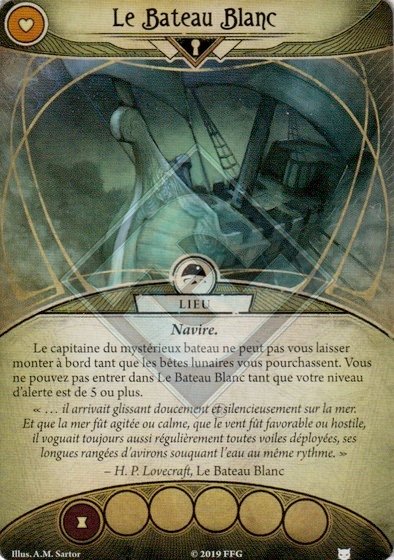 Le Bateau Blanc
LIEU
Navire.
Le capitaine du mystérieux bateau ne peut pas vous laisser
monter à bord tant que les bêtes lunaires vous pourchassent. Vous
ne pouvez pas entrer dans Le Bateau Blanc tant que votre niveau
d'alerte est de 5 ou plus.
« … il arrivait glissant doucement et silencieusement sur la mer.
Et que la mer fût agitée ou calme, que le vent fût favorable ou hostile,
il voguait toujours aussi régulièrement toutes voiles déployées, ses
longues rangées d'avirons souquant l'eau au même rythme. »
– H. P. Lovecraft, Le Bateau Blanc
Illus. A.M. Sartor
© 2019 FFG